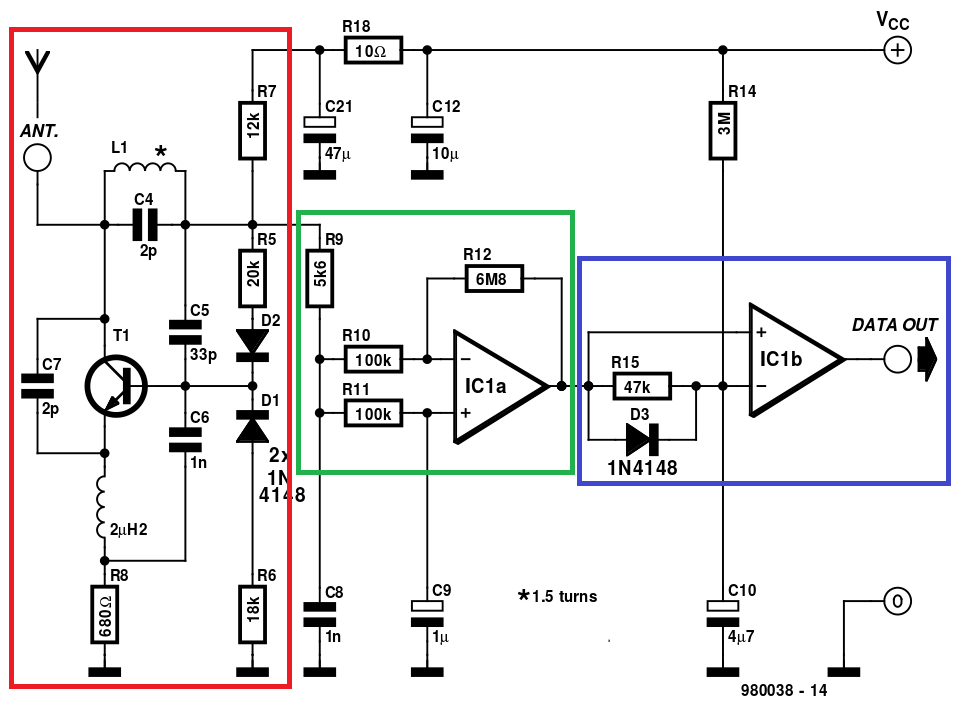 VCC
R18
10Ω
+
C21
47µ
C12
10µ
R14
3M
R7
12k
ANT.
L1
*
C4
2p
R5
20k
R9
5k6
R12
6M8
D2
C5
33p
T1
R10
100k
−
IC1a
R11
100k
+
DATA OUT
+
IC1b
−
R15
47k
D3
1N4148
C7
2p
C6
1n
D1
2x
1N
4148
2µH2
R8
680Ω
R6
18k
C8
1n
C9
1µ
*1.5 turns
C10
4µ7
0
980038 - 14